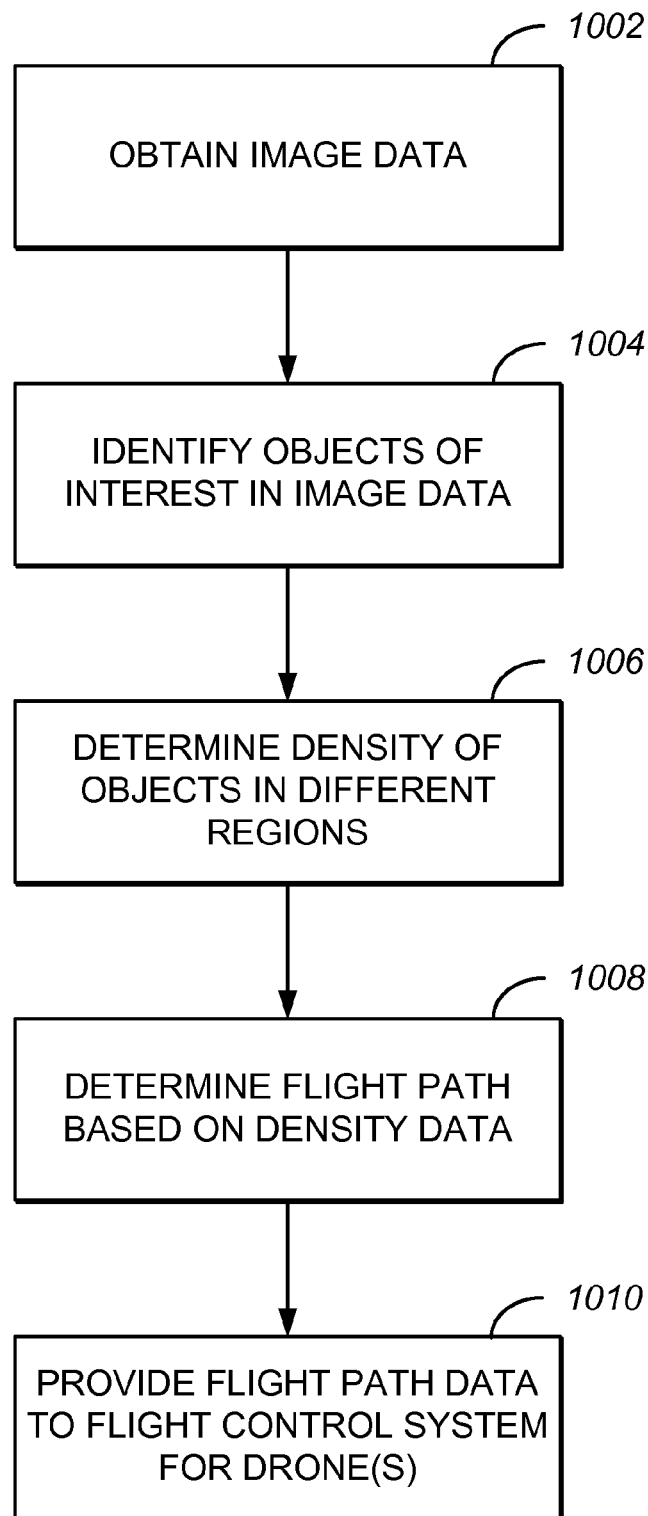 1002
OBTAIN IMAGE DATA
1004
IDENTIFY OBJECTS OF
INTEREST IN IMAGE DATA
1006
DETERMINE DENSITY OF
OBJECTS IN DIFFERENT
REGIONS
1008
DETERMINE FLIGHT PATH
BASED ON DENSITY DATA
1010
PROVIDE FLIGHT PATH DATA
TO FLIGHT CONTROL SYSTEM
FOR DRONE(S)